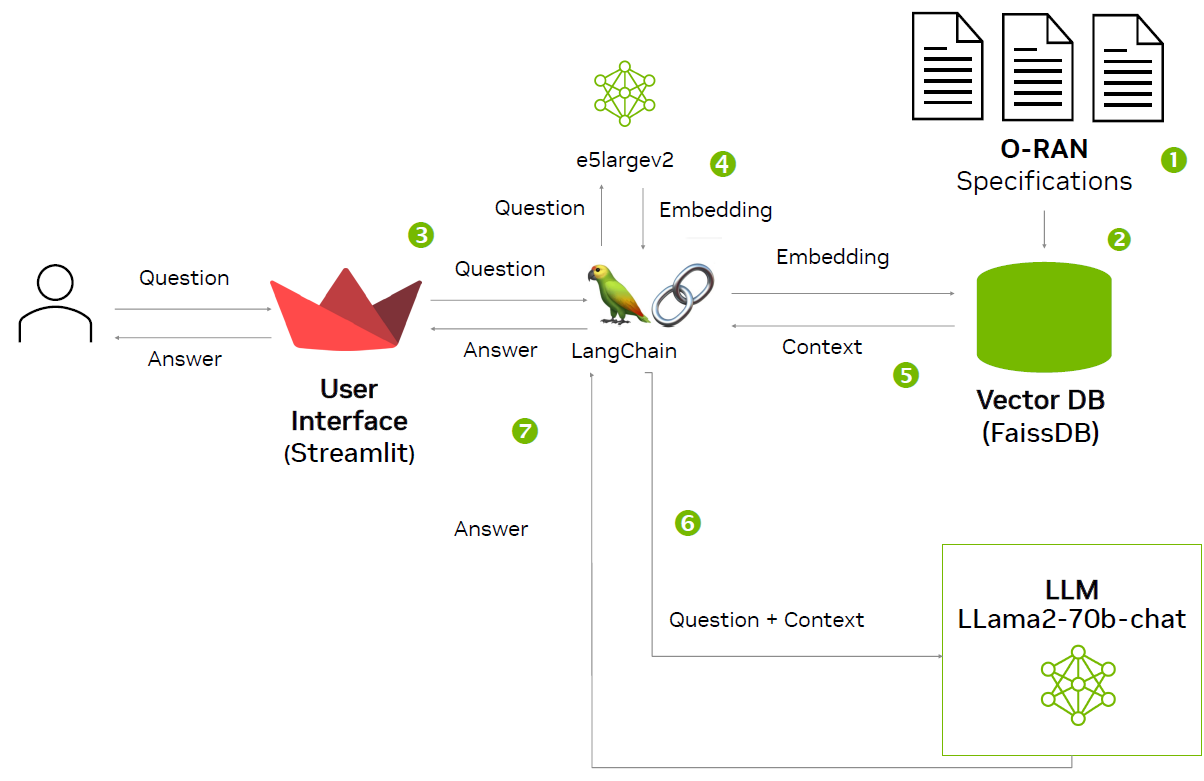 O-RAN
Specifications
1
e5largev2
4
Question
Embedding
2
3
Question
Question
Embedding
Answer
Answer
LangChain
Context
5
User
Interface
(Streamlit)
Vector DB
(FaissDB)
7
Answer
6
Question + Context
LLM
LLama2-70b-chat